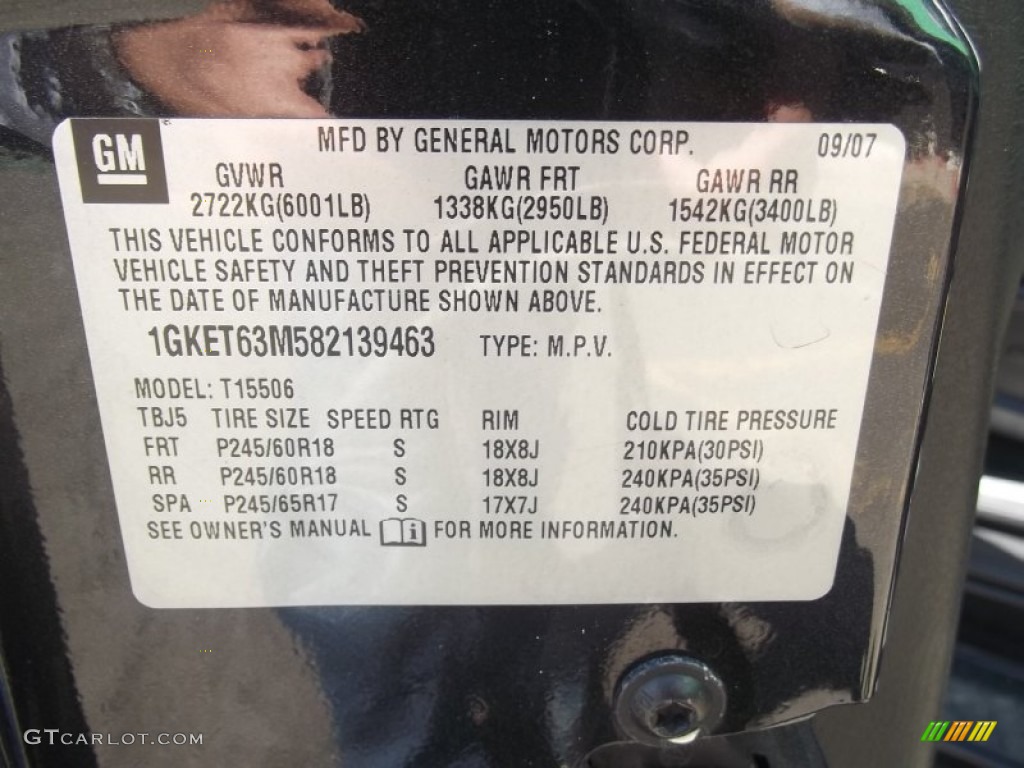 GM MFD BY GENERAL MOTORS CORP. 09/07
GVWR GAWR FRT GAWR RR
2722KG(6001LB) 1338KG(2950LB) 1542KG(3400LB)
THIS VEHICLE CONFORMS TO ALL APPLICABLE U.S. FEDERAL MOTOR
VEHICLE SAFETY AND THEFT PREVENTION STANDARDS IN EFFECT ON
THE DATE OF MANUFACTURE SHOWN ABOVE.
1GKET63M582139463 TYPE: M.P.V.
MODEL: T15506
TBJ5 TIRE SIZE SPEED RTG RIM COLD TIRE PRESSURE
FRT P245/60R18 S 18X8J 210KPA(30PSI)
RR P245/60R18 S 18X8J 240KPA(35PSI)
SPA P245/65R17 S 17X7J 240KPA(35PSI)
SEE OWNER'S MANUAL i FOR MORE INFORMATION.
GTCARLOT.COM